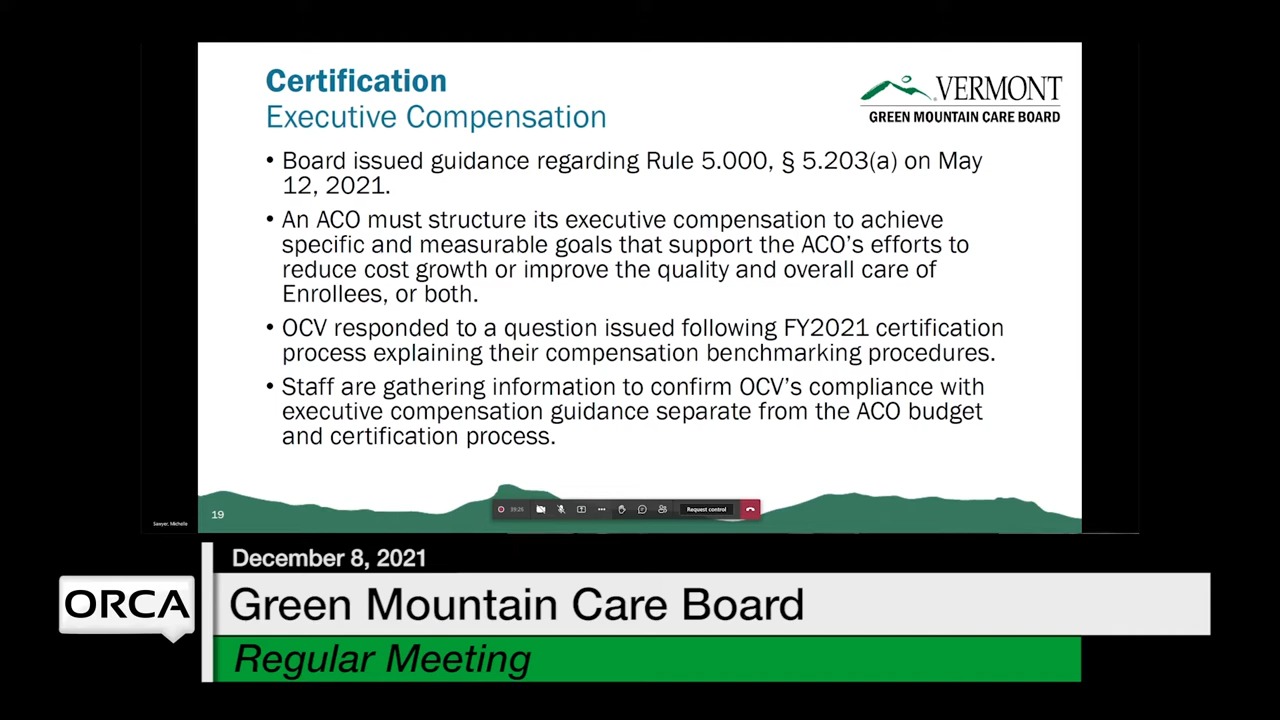 Certification
Executive Compensation
VERMONT
GREEN MOUNTAIN CARE BOARD
• Board issued guidance regarding Rule 5.000, § 5.203(a) on May
12, 2021.
• An ACO must structure its executive compensation to achieve
specific and measurable goals that support the ACO’s efforts to
reduce cost growth or improve the quality and overall care of
Enrollees, or both.
• OCV responded to a question issued following FY2021 certification
process explaining their compensation benchmarking procedures.
• Staff are gathering information to confirm OCV’s compliance with
executive compensation guidance separate from the ACO budget
and certification process.
19
Sawyer, Michelle
39:26
Request control
December 8, 2021
ORCA
Green Mountain Care Board
Regular Meeting